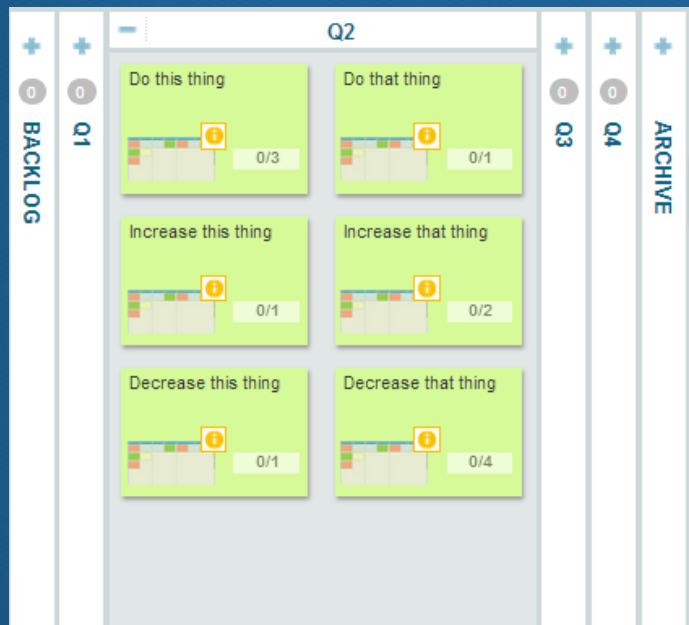 0
BACKLOG
0
Q1
Q2
Do this thing
0/3
Do that thing
0/1
Increase this thing
0/1
Increase that thing
0/2
Decrease this thing
0/1
Decrease that thing
0/4
0
Q3
0
Q4
ARCHIVE